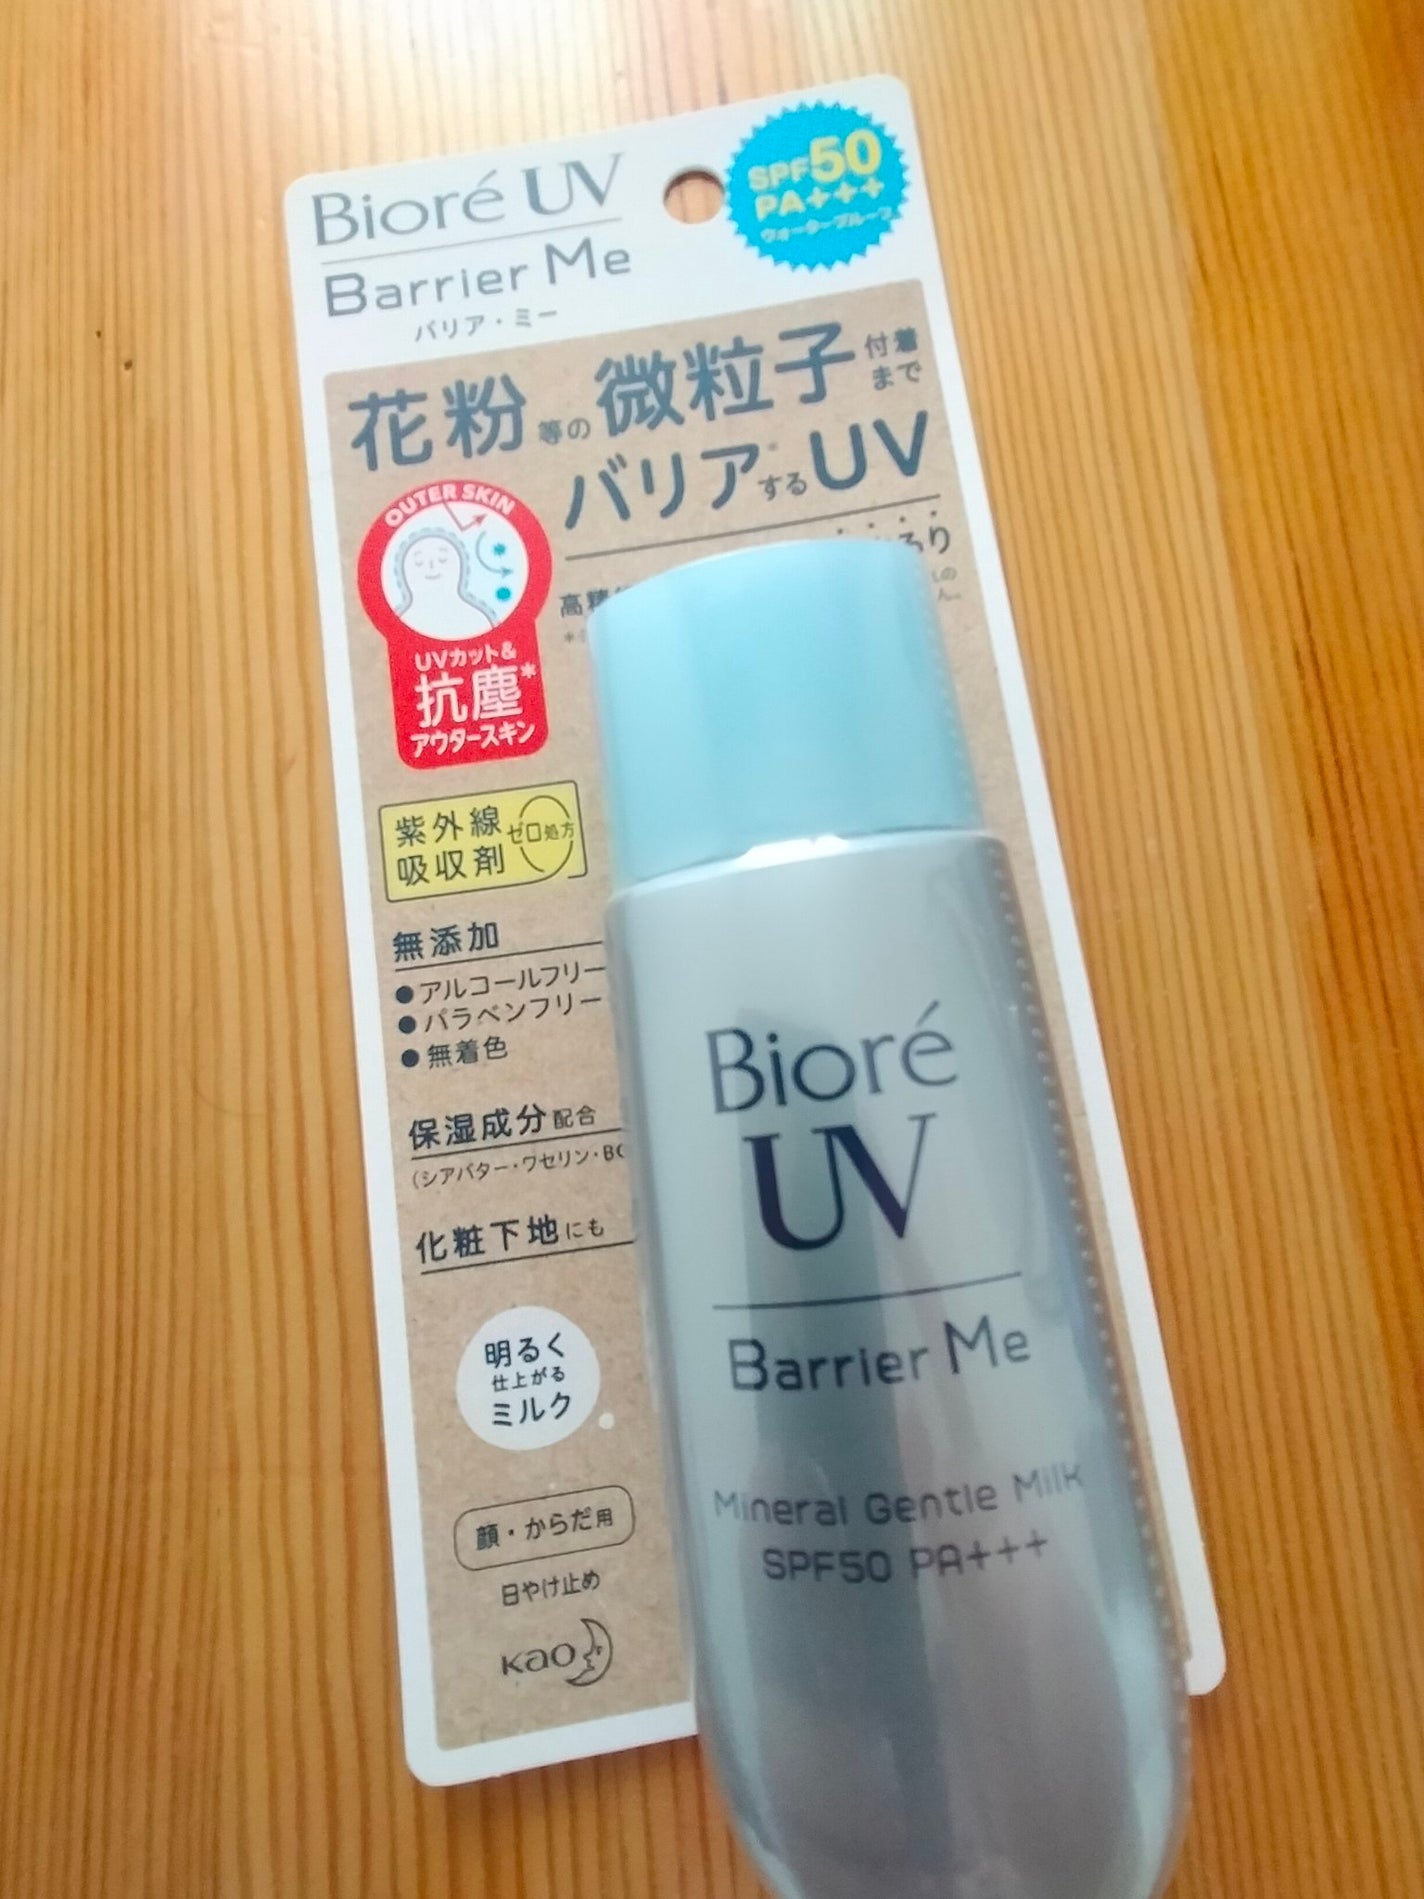 Bioré UV
Barrier Me
バリア・ミー
SPF50
PA+++
ウォータープルーフ
花粉等の微粒子付着まで
バリア*するUV
OUTER SKIN
UVカット&
抗塵*
アウタースキン
紫外線
吸収剤
ゼロ処方
無添加
●アルコールフリー
●パラベンフリー
●無着色
保湿成分配合
(シアバター・ワセリン・
化粧下地にも
明るく
仕上がる
ミルク
顔・からだ用
日やけ止め
Kao
Bioré
UV
Barrier Me
Mineral Gentle Milk
SPF50 PA+++